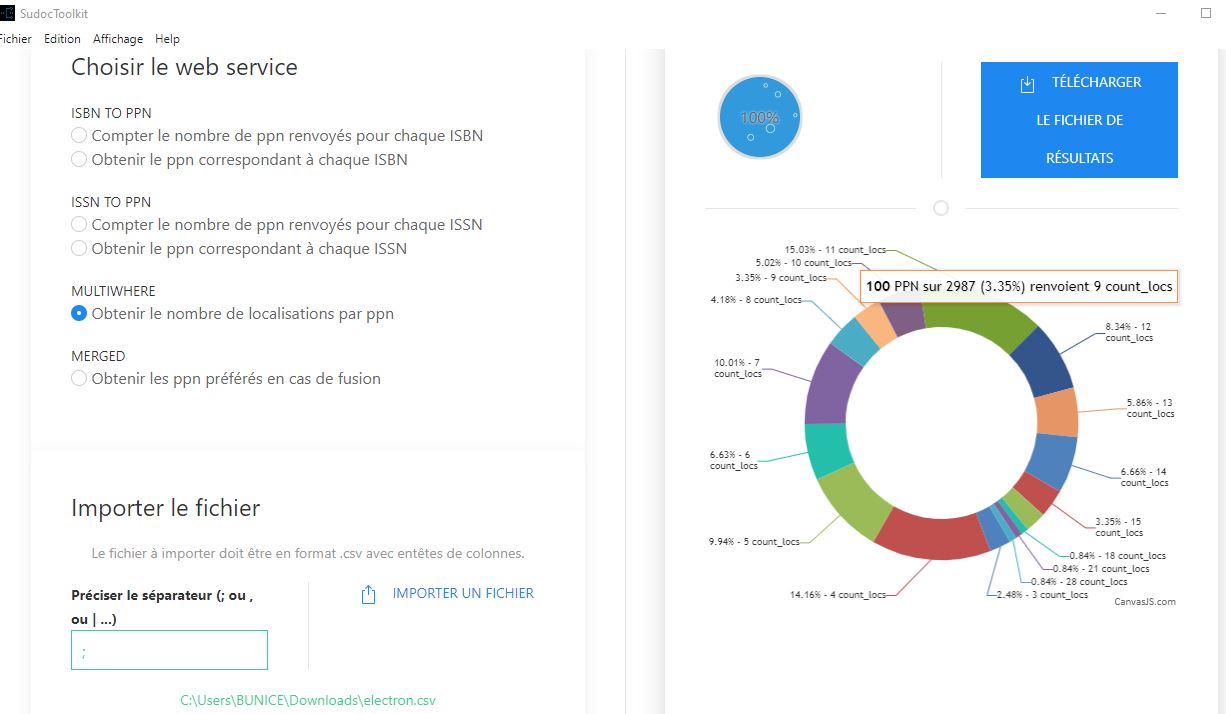 SudocToolkit
Fichier Edition Affichage Help
Choisir le web service
ISBN TO PPN
Compter le nombre de ppn renvoyés pour chaque ISBN
Obtenir le ppn correspondant à chaque ISBN
ISSN TO PPN
Compter le nombre de ppn renvoyés pour chaque ISSN
Obtenir le ppn correspondant à chaque ISSN
MULTIWHERE
Obtenir le nombre de localisations par ppn
MERGED
Obtenir les ppn préférés en cas de fusion
Importer le fichier
Le fichier à importer doit être en format .csv avec entêtes de colonnes.
Préciser le séparateur (; ou ,
ou | ...)
;
IMPORTER UN FICHIER
C:\Users\BUNICE\Downloads\electron.csv
100%
TÉLÉCHARGER
LE FICHIER DE
RÉSULTATS
15.03% - 11 count_locs
5.02% - 10 count_locs
3.35% - 9 count_locs
100 PPN sur 2987 (3.35%) renvoient 9 count_locs
4.18% - 8 count_locs
8.34% - 12
count_locs
10.01% - 7
count_locs
5.86% - 13
count_locs
6.63% - 6
count_locs
6.66% - 14
count_locs
3.35% - 15
count_locs
9.94% - 5 count_locs
0.84% - 18 count_locs
0.84% - 21 count_locs
0.84% - 28 count_locs
14.16% - 4 count_locs
2.48% - 3 count_locs
CanvasJS.com